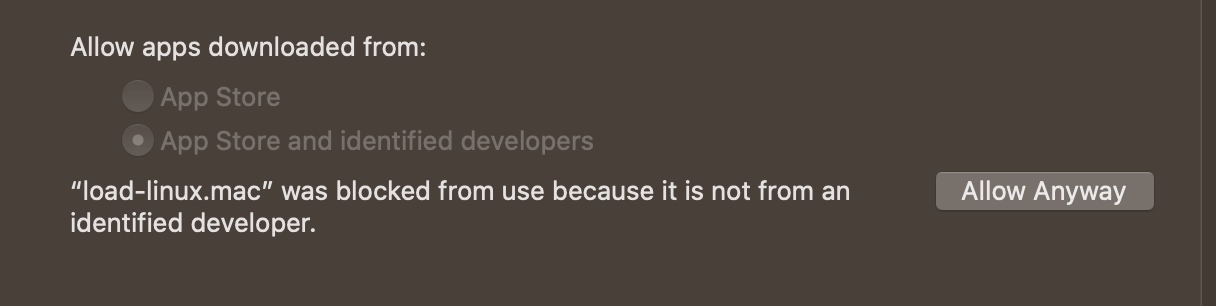 Allow apps downloaded from:
App Store
App Store and identified developers
“load-linux.mac” was blocked from use because it is not from an
identified developer.
Allow Anyway